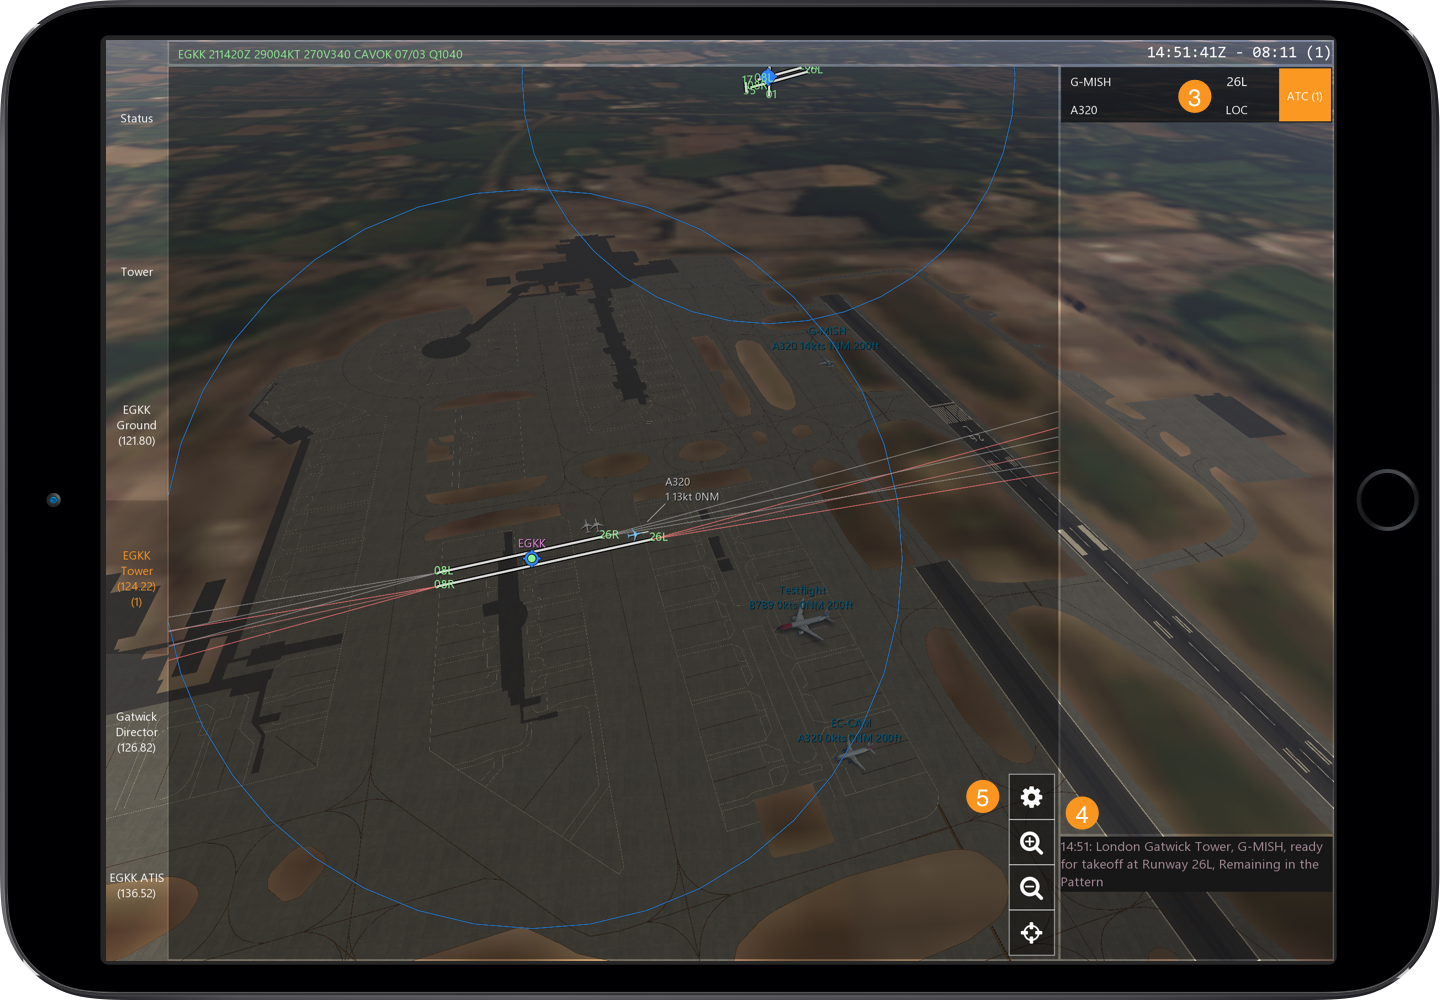 EGKK 211420Z 29004KT 270V340 CAVOK 07/03 Q1040
14:51:41Z - 08:11 (1)
Status
Tower
EGKK
Ground
(121.80)
EGKK
Tower
(124.22)
(1)
Gatwick
Director
(126.82)
EGKK ATIS
(136.52)
26L
08L
01
G-MISH
A320 14kts 1NM 200ft
A320
1 13kt 0NM
26R
26L
EGKK
08L
08R
Testflight
B789 0kts 0NM 200ft
EC-CAM
A320 0kts 0NM 200ft
G-MISH
3
26L
ATC (1)
A320
LOC
5
4
14:51: London Gatwick Tower, G-MISH, ready
for takeoff at Runway 26L, Remaining in the
Pattern